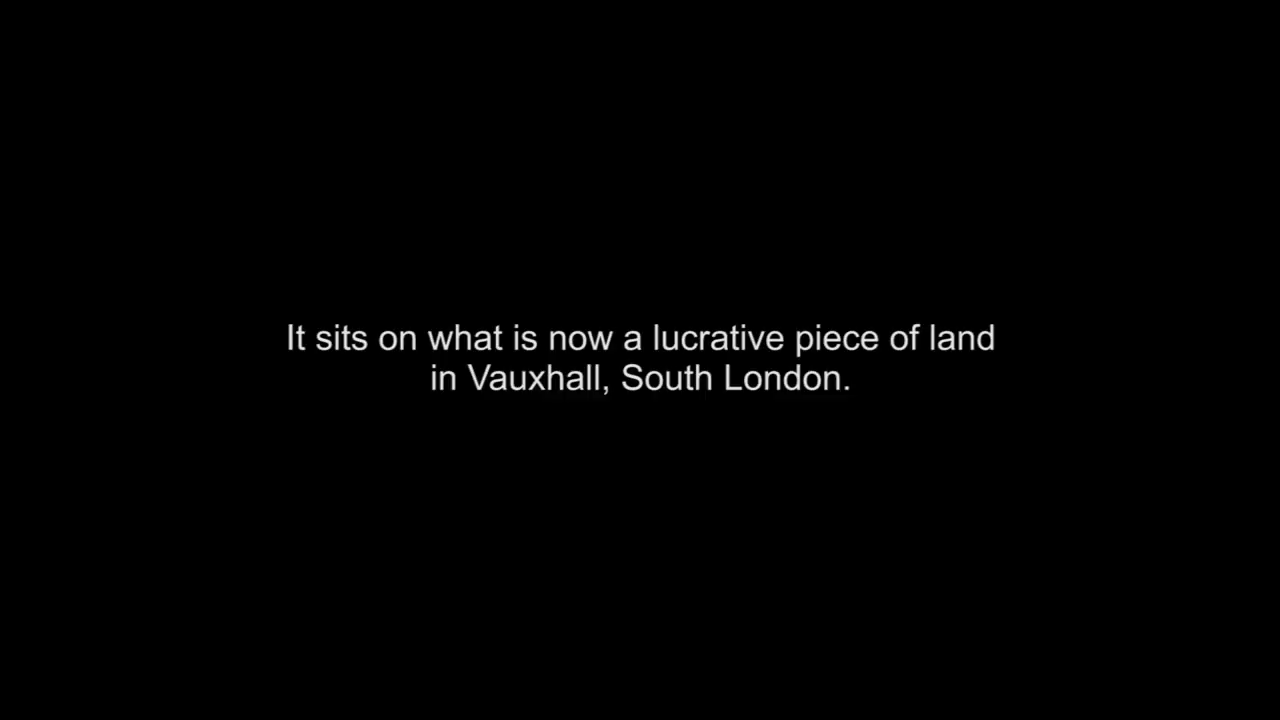 It sits on what is now a lucrative piece of land
in Vauxhall, South London.